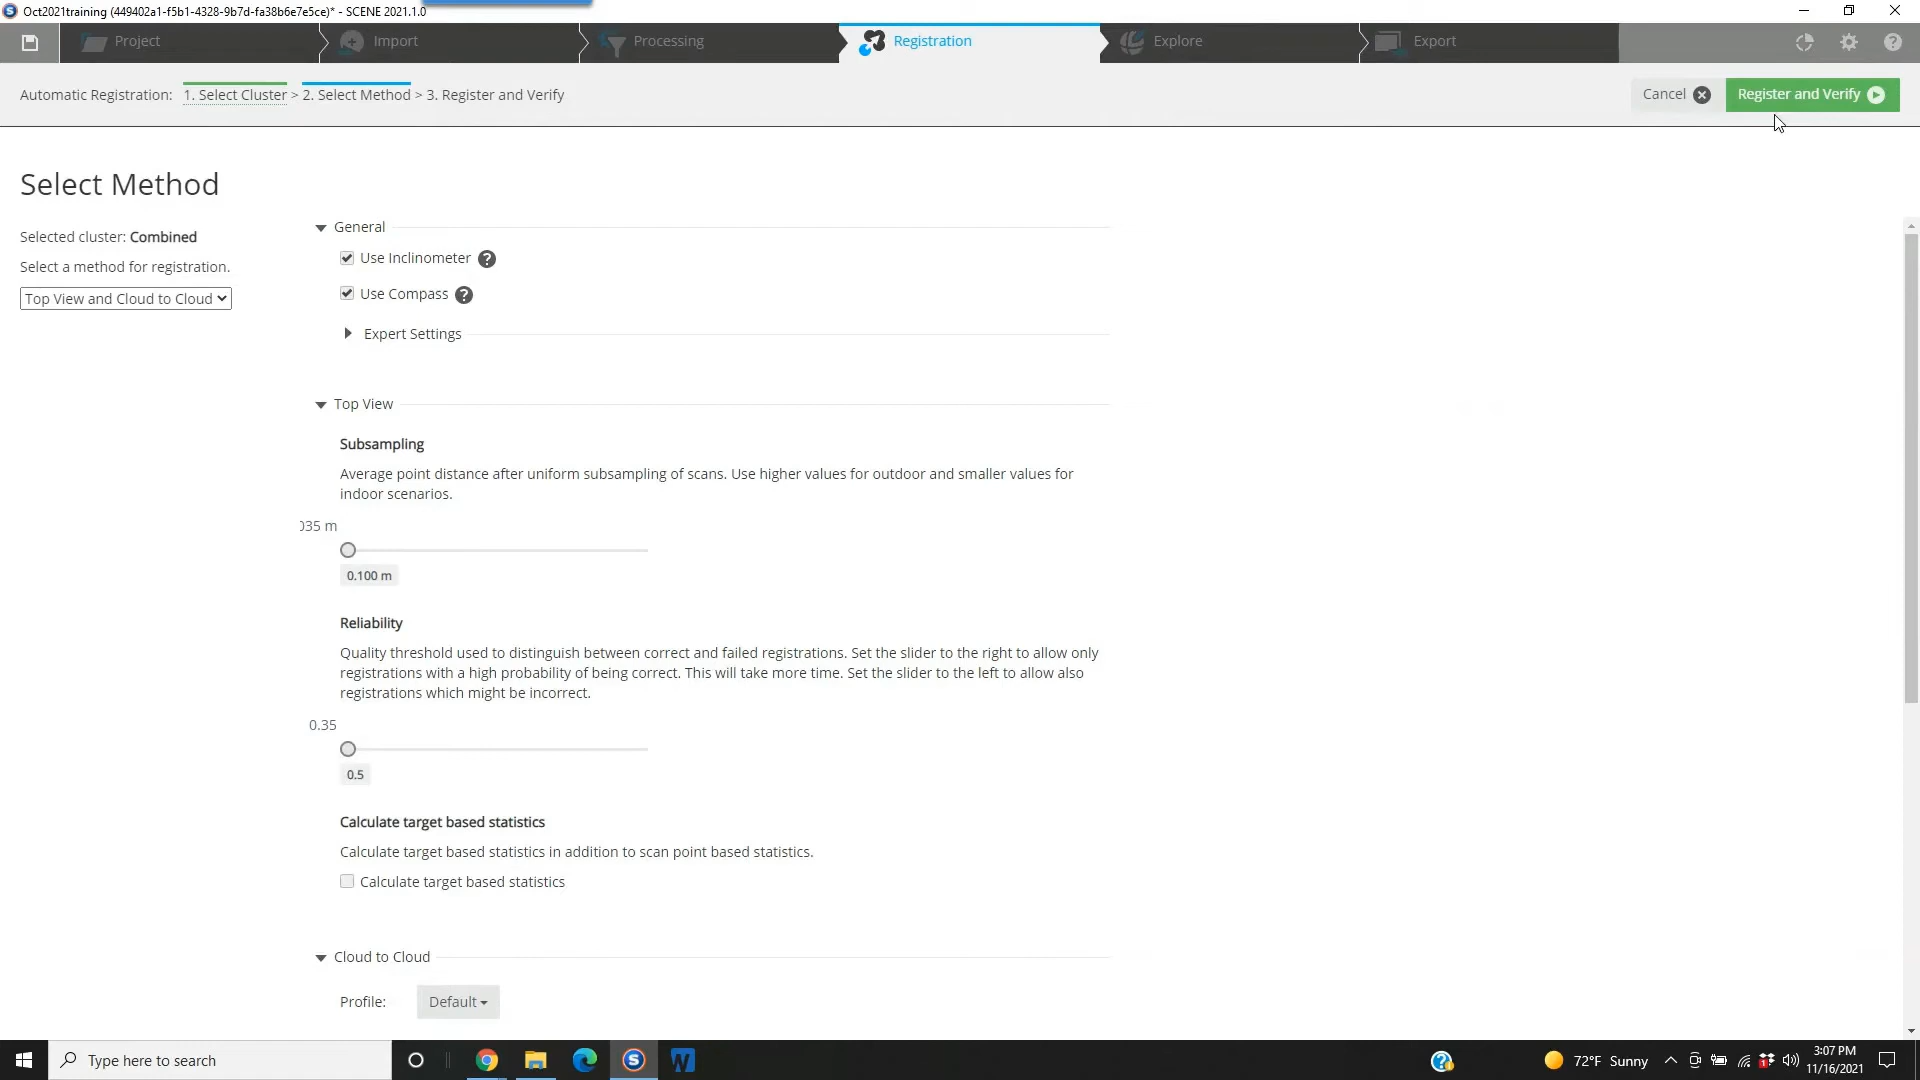 Oct2021training (449402a1-f5b1-4328-9b7d-fa38b6e7e5ce)* - SCENE 2021.1.0
Project
Import
Processing
Registration
Explore
Export
Automatic Registration: 1. Select Cluster > 2. Select Method > 3. Register and Verify
Cancel
Register and Verify
Select Method
Selected cluster: Combined
Select a method for registration.
Top View and Cloud to Cloud
General
Use Inclinometer ?
Use Compass ?
Expert Settings
Top View
Subsampling
Average point distance after uniform subsampling of scans. Use higher values for outdoor and smaller values for
indoor scenarios.
035 m
0.100 m
Reliability
Quality threshold used to distinguish between correct and failed registrations. Set the slider to the right to allow only
registrations with a high probability of being correct. This will take more time. Set the slider to the left to allow also
registrations which might be incorrect.
0.35
0.5
Calculate target based statistics
Calculate target based statistics in addition to scan point based statistics.
Calculate target based statistics
Cloud to Cloud
Profile:
Default
Type here to search
72°F Sunny
3:07 PM
11/16/2021